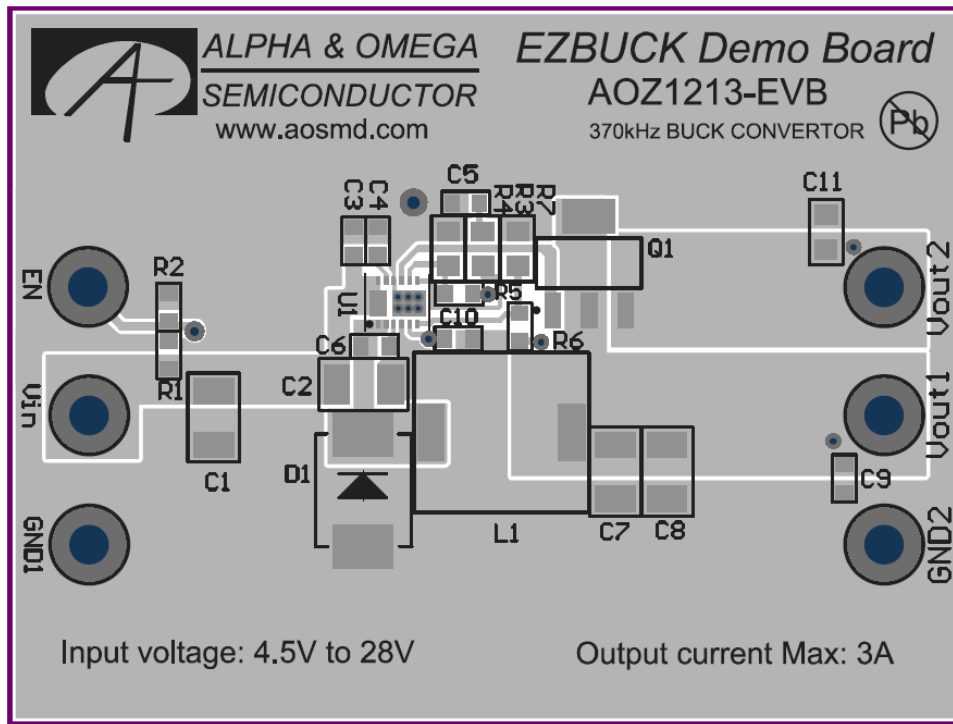 ALPHA & OMEGA
SEMICONDUCTOR
www.aosmd.com
EZBUCK Demo Board
AOZ1213-EVB
370kHz BUCK CONVERTOR
Pb
C3
C4
C5
R4
R3
R7
C11
Q1
EN
R2
U1
R5
C10
Vout2
C6
R6
C2
R1
Vin
Vout1
C1
D1
C9
L1
C7
C8
GND1
GND2
Input voltage: 4.5V to 28V
Output current Max: 3A